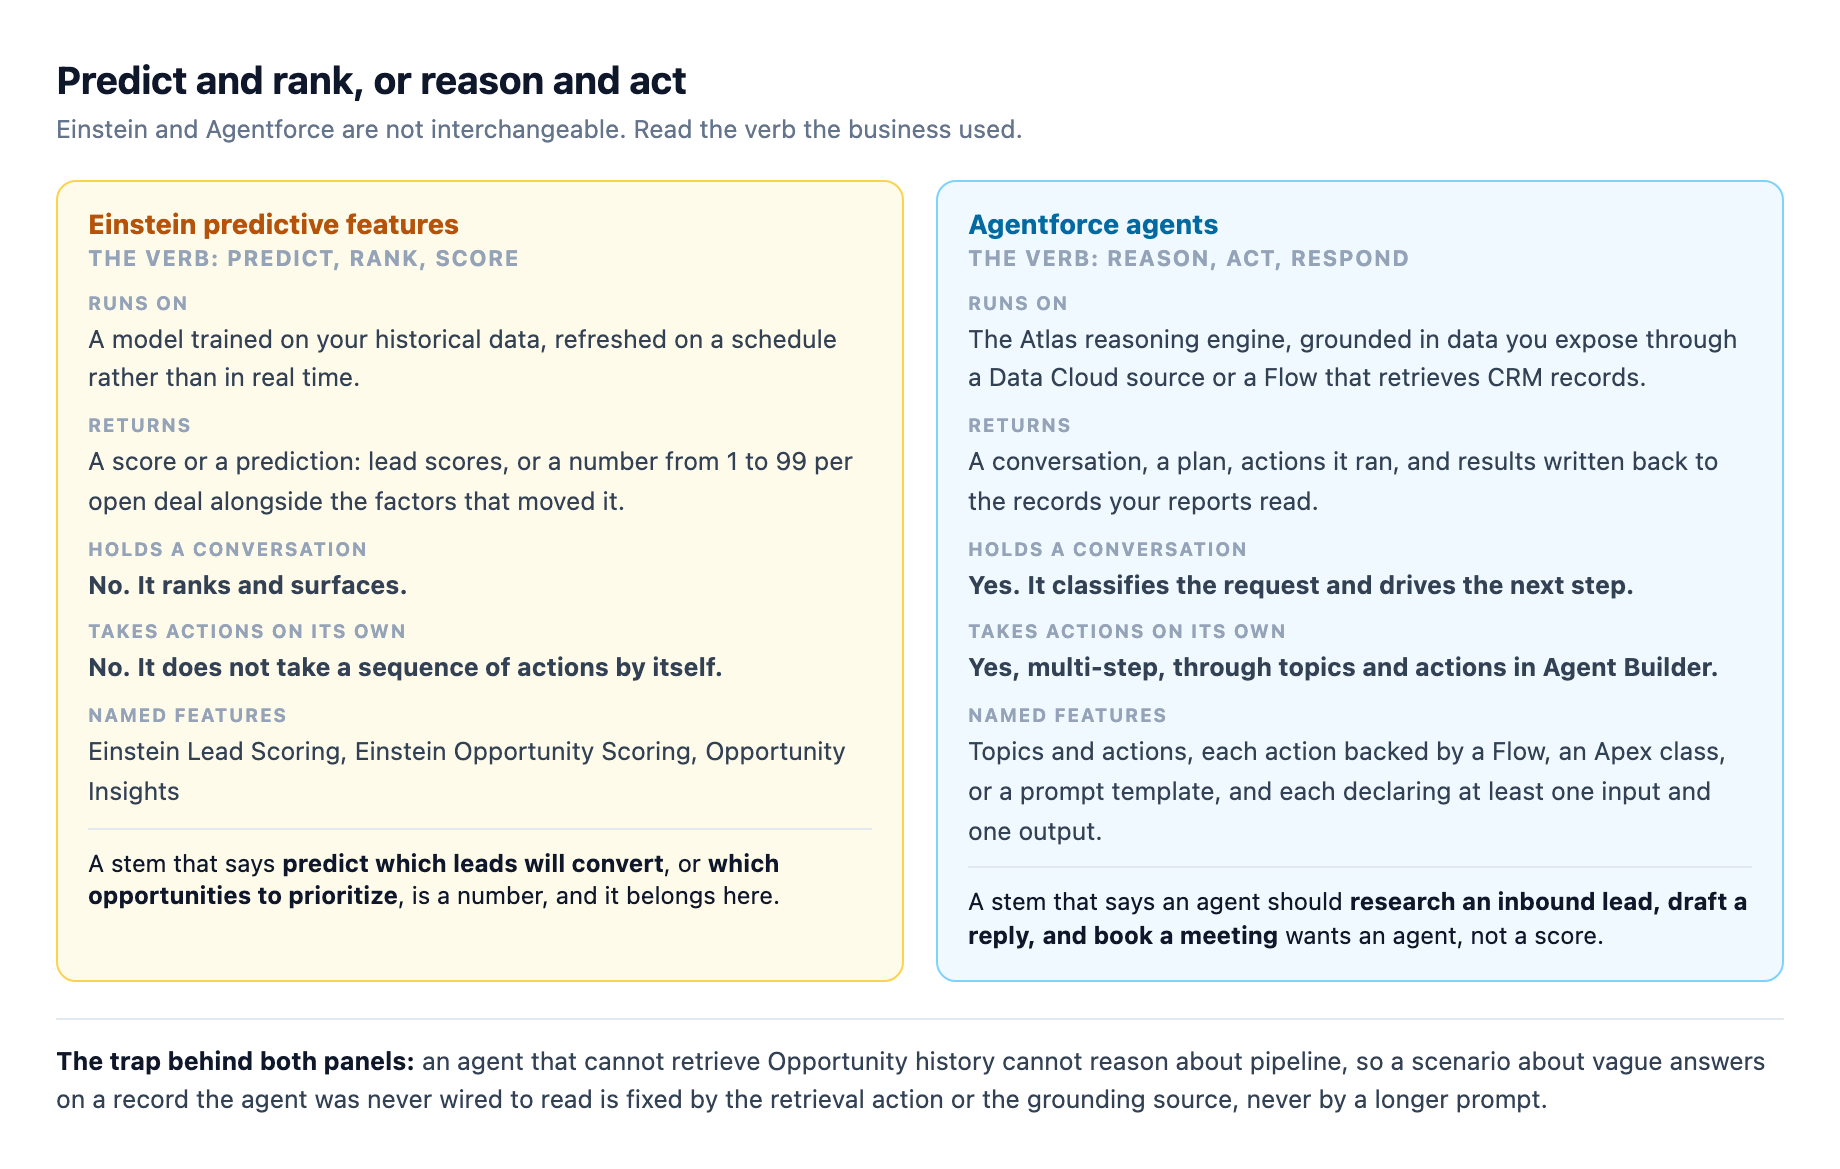 Predict and rank, or reason and act
Einstein and Agentforce are not interchangeable. Read the verb the business used.
Einstein predictive features
THE VERB: PREDICT, RANK, SCORE
RUNS ON
A model trained on your historical data, refreshed on a schedule
rather than in real time.
RETURNS
A score or a prediction: lead scores, or a number from 1 to 99 per
open deal alongside the factors that moved it.
HOLDS A CONVERSATION
No. It ranks and surfaces.
TAKES ACTIONS ON ITS OWN
No. It does not take a sequence of actions by itself.
NAMED FEATURES
Einstein Lead Scoring, Einstein Opportunity Scoring, Opportunity
Insights
A stem that says predict which leads will convert, or which
opportunities to prioritize, is a number, and it belongs here.
Agentforce agents
THE VERB: REASON, ACT, RESPOND
RUNS ON
The Atlas reasoning engine, grounded in data you expose through
a Data Cloud source or a Flow that retrieves CRM records.
RETURNS
A conversation, a plan, actions it ran, and results written back to
the records your reports read.
HOLDS A CONVERSATION
Yes. It classifies the request and drives the next step.
TAKES ACTIONS ON ITS OWN
Yes, multi-step, through topics and actions in Agent Builder.
NAMED FEATURES
Topics and actions, each action backed by a Flow, an Apex class,
or a prompt template, and each declaring at least one input and
one output.
A stem that says an agent should research an inbound lead, draft a
reply, and book a meeting wants an agent, not a score.
The trap behind both panels: an agent that cannot retrieve Opportunity history cannot reason about pipeline, so a scenario about vague answers
on a record the agent was never wired to read is fixed by the retrieval action or the grounding source, never by a longer prompt.